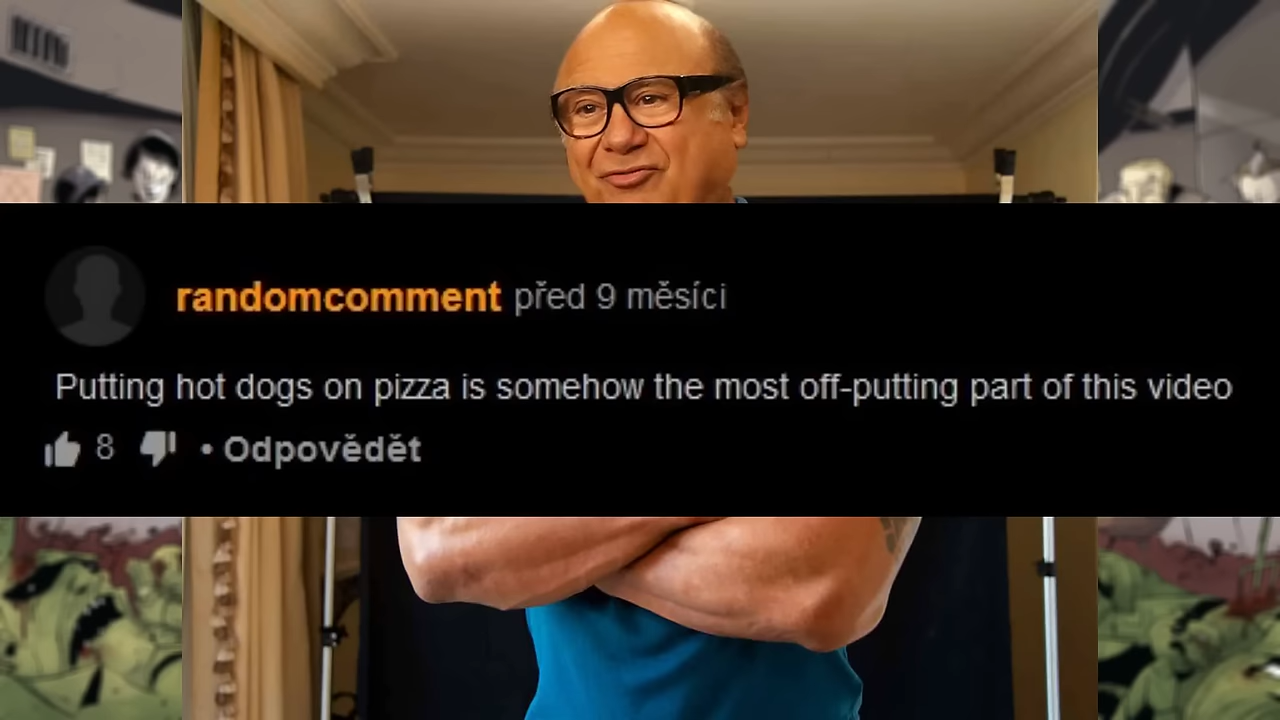 randomcomment před 9 měsíci
Putting hot dogs on pizza is somehow the most off-putting part of this video
8 • Odpovědět